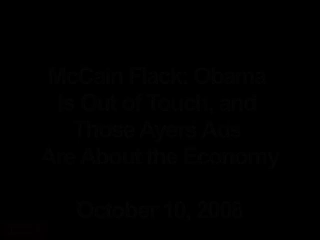 McCain Flack: Obama
is Out of Touch, and
Those Ayers Ads
Are About the Economy
October 10, 2008